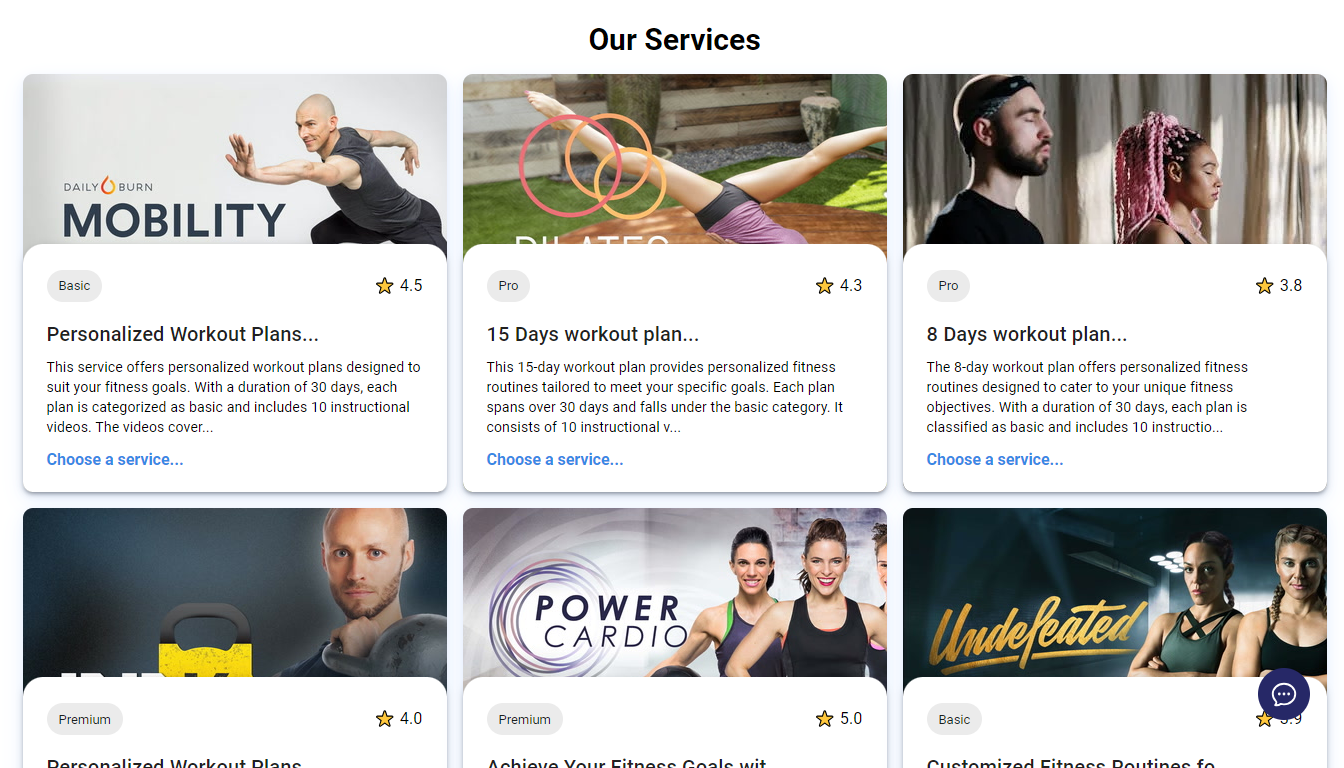 Our Services
DAILY BURN
MOBILITY
PILATES
Basic
4.5
Pro
4.3
Pro
3.8
Personalized Workout Plans...
This service offers personalized workout plans designed to
suit your fitness goals. With a duration of 30 days, each
plan is categorized as basic and includes 10 instructional
videos. The videos cover...
Choose a service...
15 Days workout plan...
This 15-day workout plan provides personalized fitness
routines tailored to meet your specific goals. Each plan
spans over 30 days and falls under the basic category. It
consists of 10 instructional v...
Choose a service...
8 Days workout plan...
The 8-day workout plan offers personalized fitness
routines designed to cater to your unique fitness
objectives. With a duration of 30 days, each plan is
classified as basic and includes 10 instructio...
Choose a service...
POWER
CARDIO
Undefeated
Premium
4.0
Premium
5.0
Basic
3.9
Personalized Workout Plans
Achieve Your Fitness Goals wit
Customized Fitness Routines fo